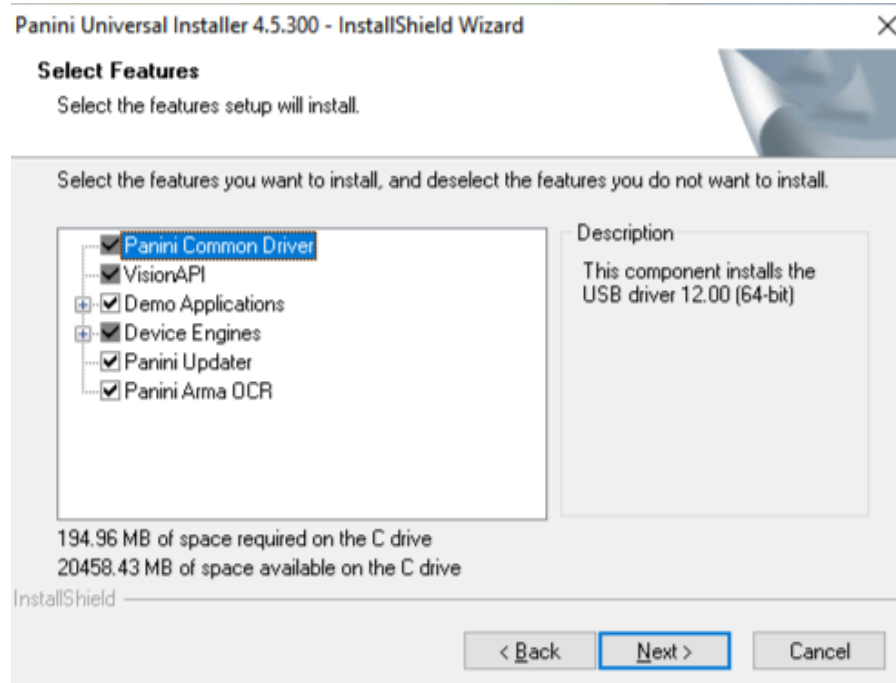 Panini Universal Installer 4.5.300 - InstallShield Wizard
Select Features
Select the features setup will install.
Select the features you want to install, and deselect the features you do not want to install.
Panini Common Driver
VisionAPI
Demo Applications
Device Engines
Panini Updater
Panini Arma OCR
Description
This component installs the
USB driver 12.00 (64-bit)
194.96 MB of space required on the C drive
20458.43 MB of space available on the C drive
InstallShield
< Back
Next >
Cancel